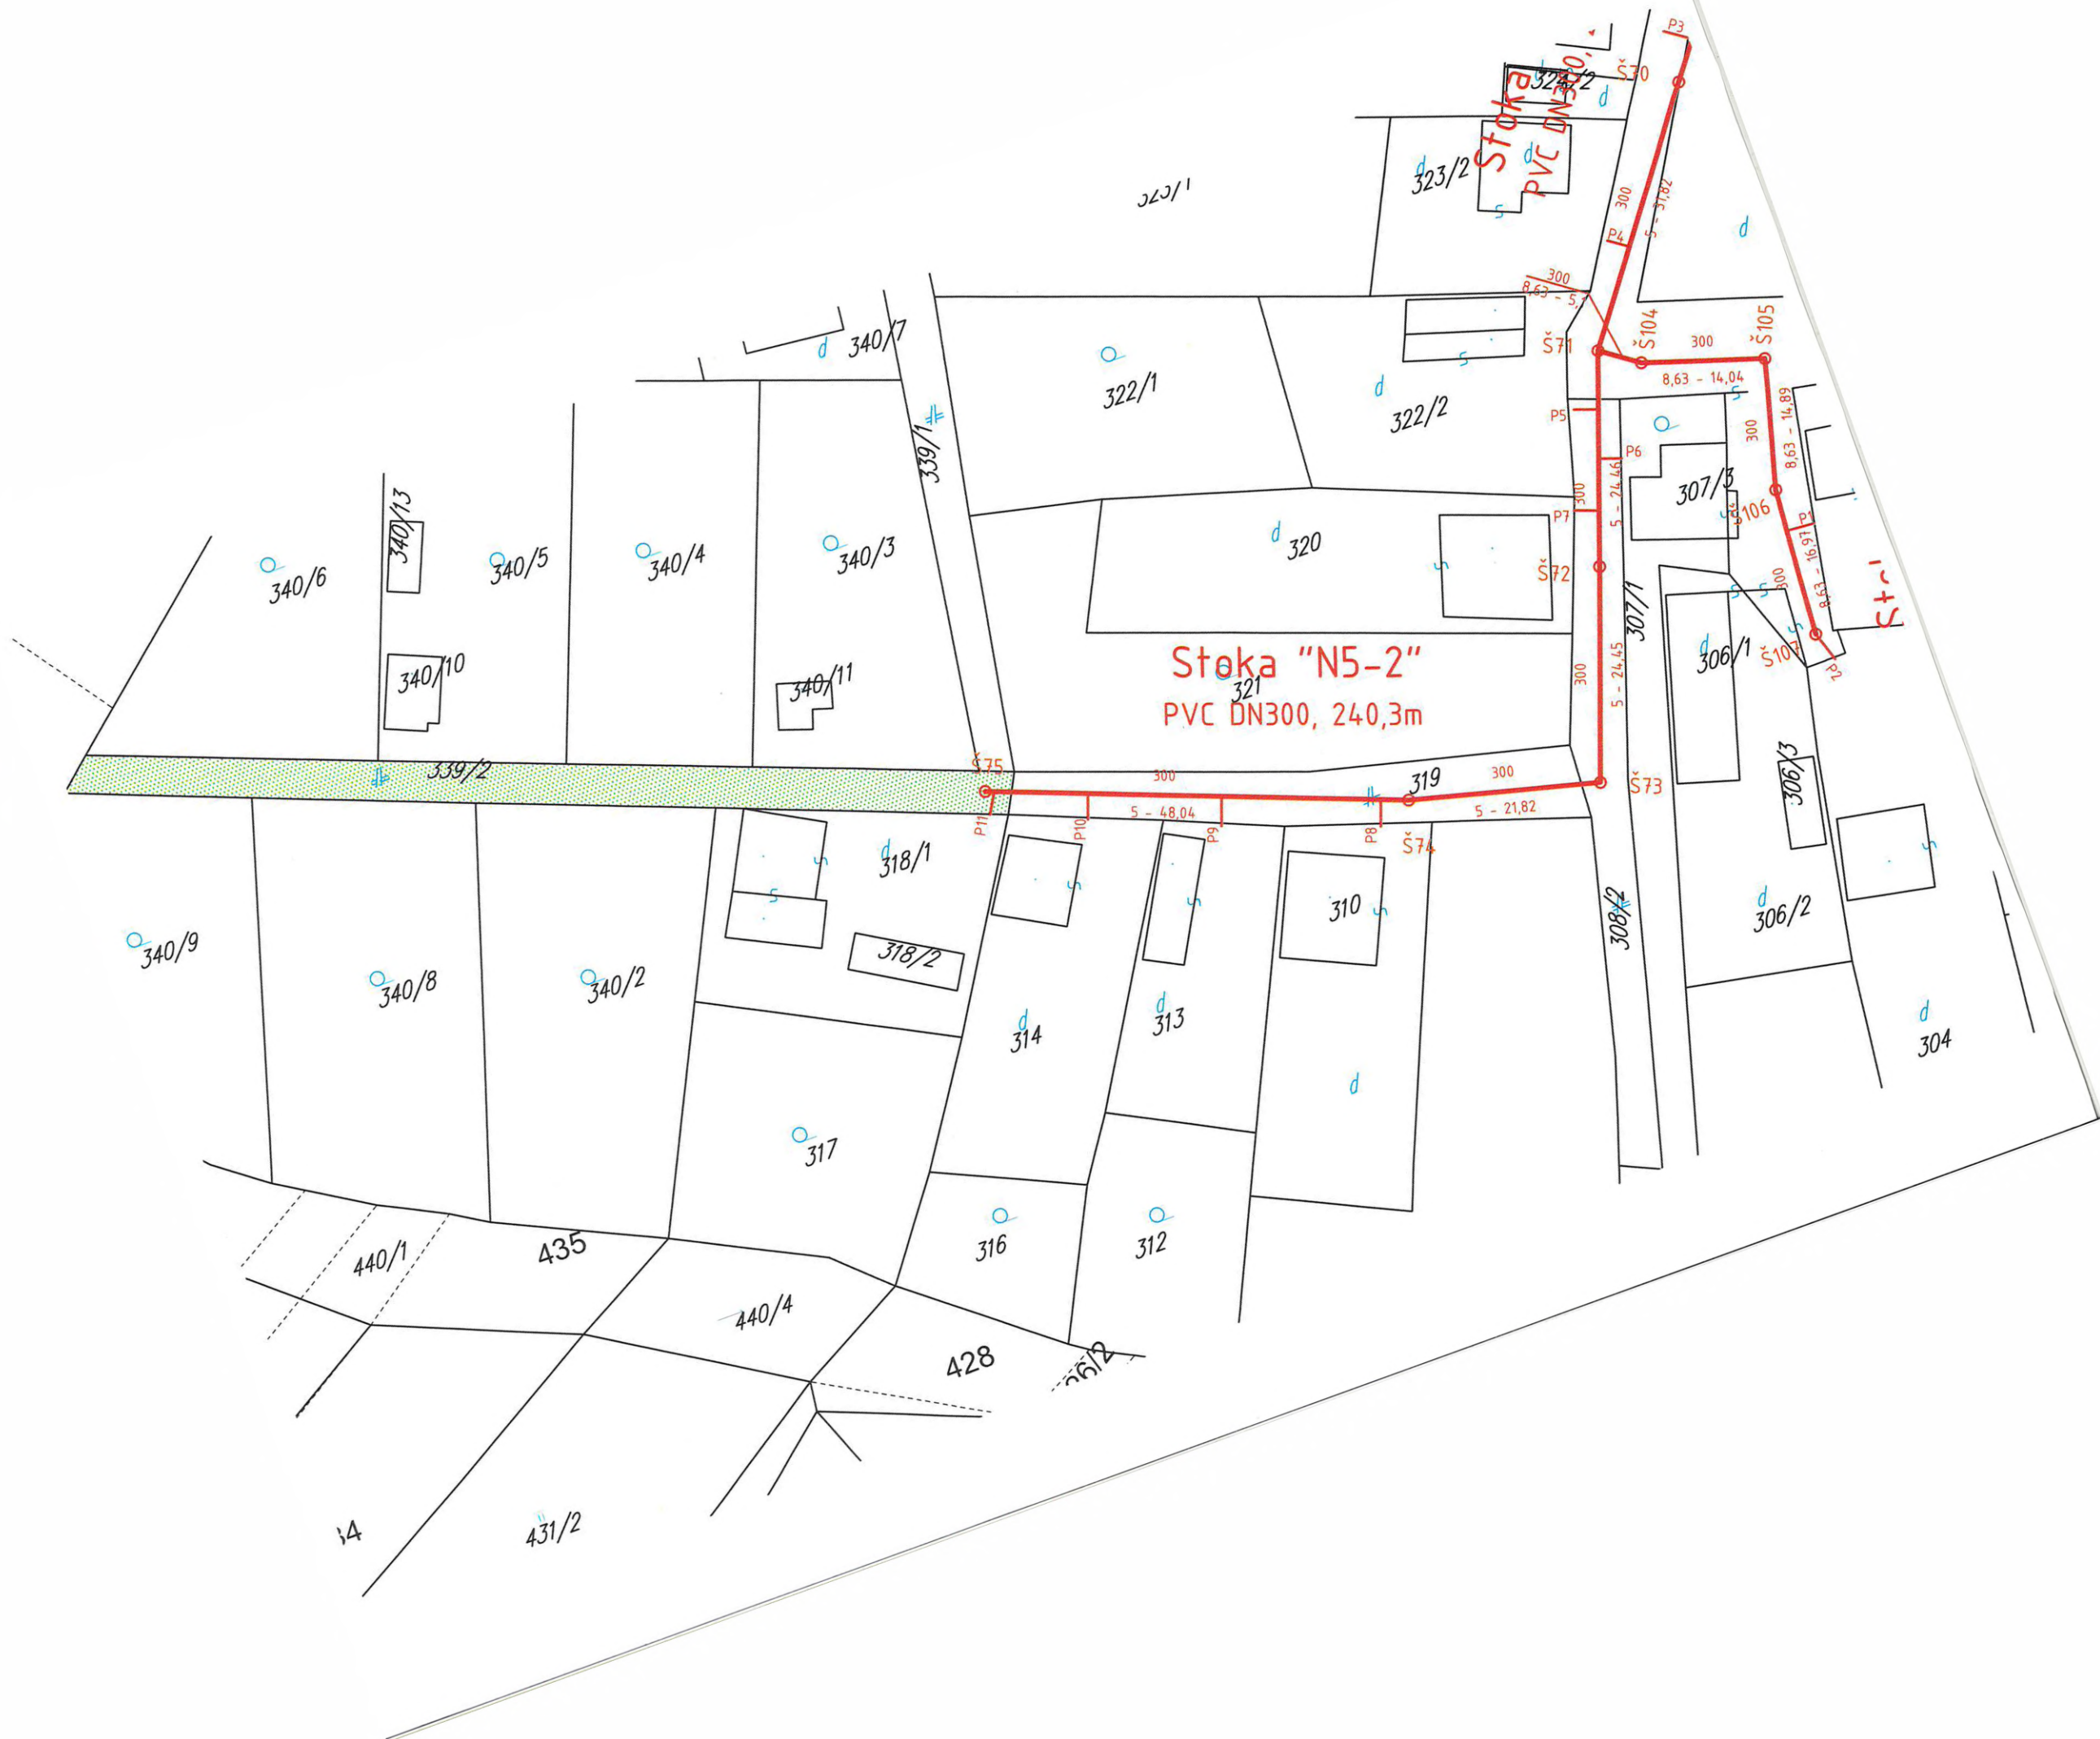 P3
Š70
324/2
Stoka
PVC DN300,
d
d
d
323/2
d
s
300
5 - 31,82
P4
d
300
8,63 - 5,
Š71
Š104
300
8,63 - 14,04
Š105
340/7
d
322/1
d
322/2
s
339/1
P5
P6
300
5 - 24,46
P7
s
300
8,63 - 14,89
307/3
Š106
P1
300
8,63 - 16,97
340/13
340/6
340/5
340/4
340/3
d
320
s
Š72
307/1
s
s
d
306/1
s
Š107
P2
340/10
340/11
Stoka "N5-2"
321
PVC DN300, 240,3m
300
5 - 24,45
339/2
Š75
300
319
300
Š73
306/3
P11
P10
5 - 48,04
P9
P8
5 - 21,82
Š74
s
s
d
318/1
318/2
s
s
310
s
308/2
d
306/2
s
340/9
340/8
340/2
d
314
d
313
d
d
304
317
316
312
440/1
435
440/4
428
431/2